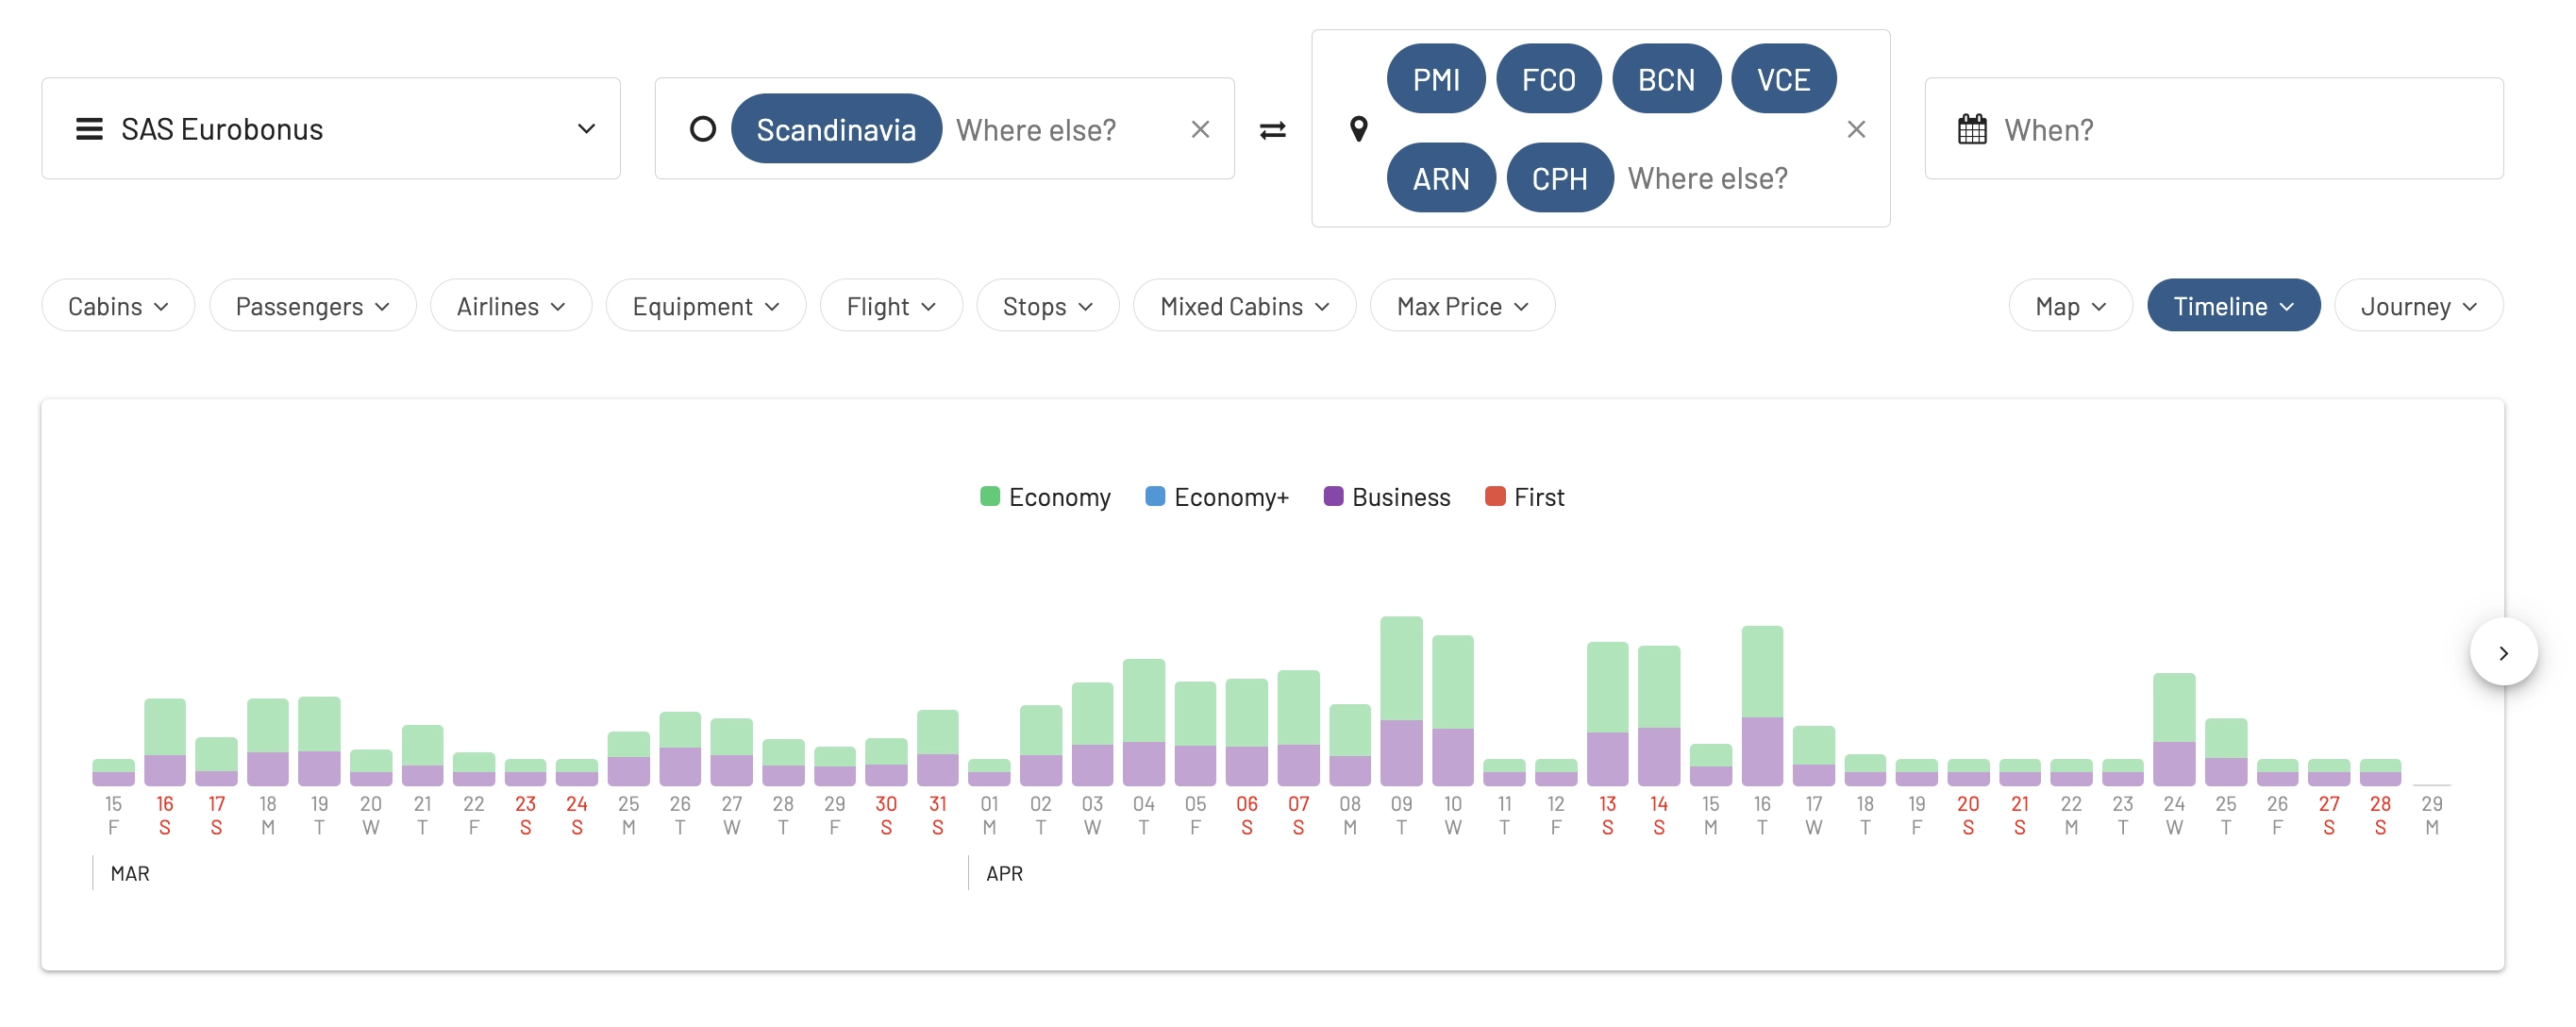 SAS Eurobonus
Scandinavia Where else?
PMI FCO BCN VCE
ARN CPH Where else?
When?
Cabins Passengers Airlines Equipment Flight Stops Mixed Cabins Max Price Map Timeline Journey
Economy Economy+ Business First
15 16 17 18 19 20 21 22 23 24 25 26 27 28 29 30 31 01 02 03 04 05 06 07 08 09 10 11 12 13 14 15 16 17 18 19 20 21 22 23 24 25 26 27 28 29
F S S M T W T F S S M T W T F S S M T W T F S S M T W T F S S M T W T F S S M T W T F S S M
MAR APR